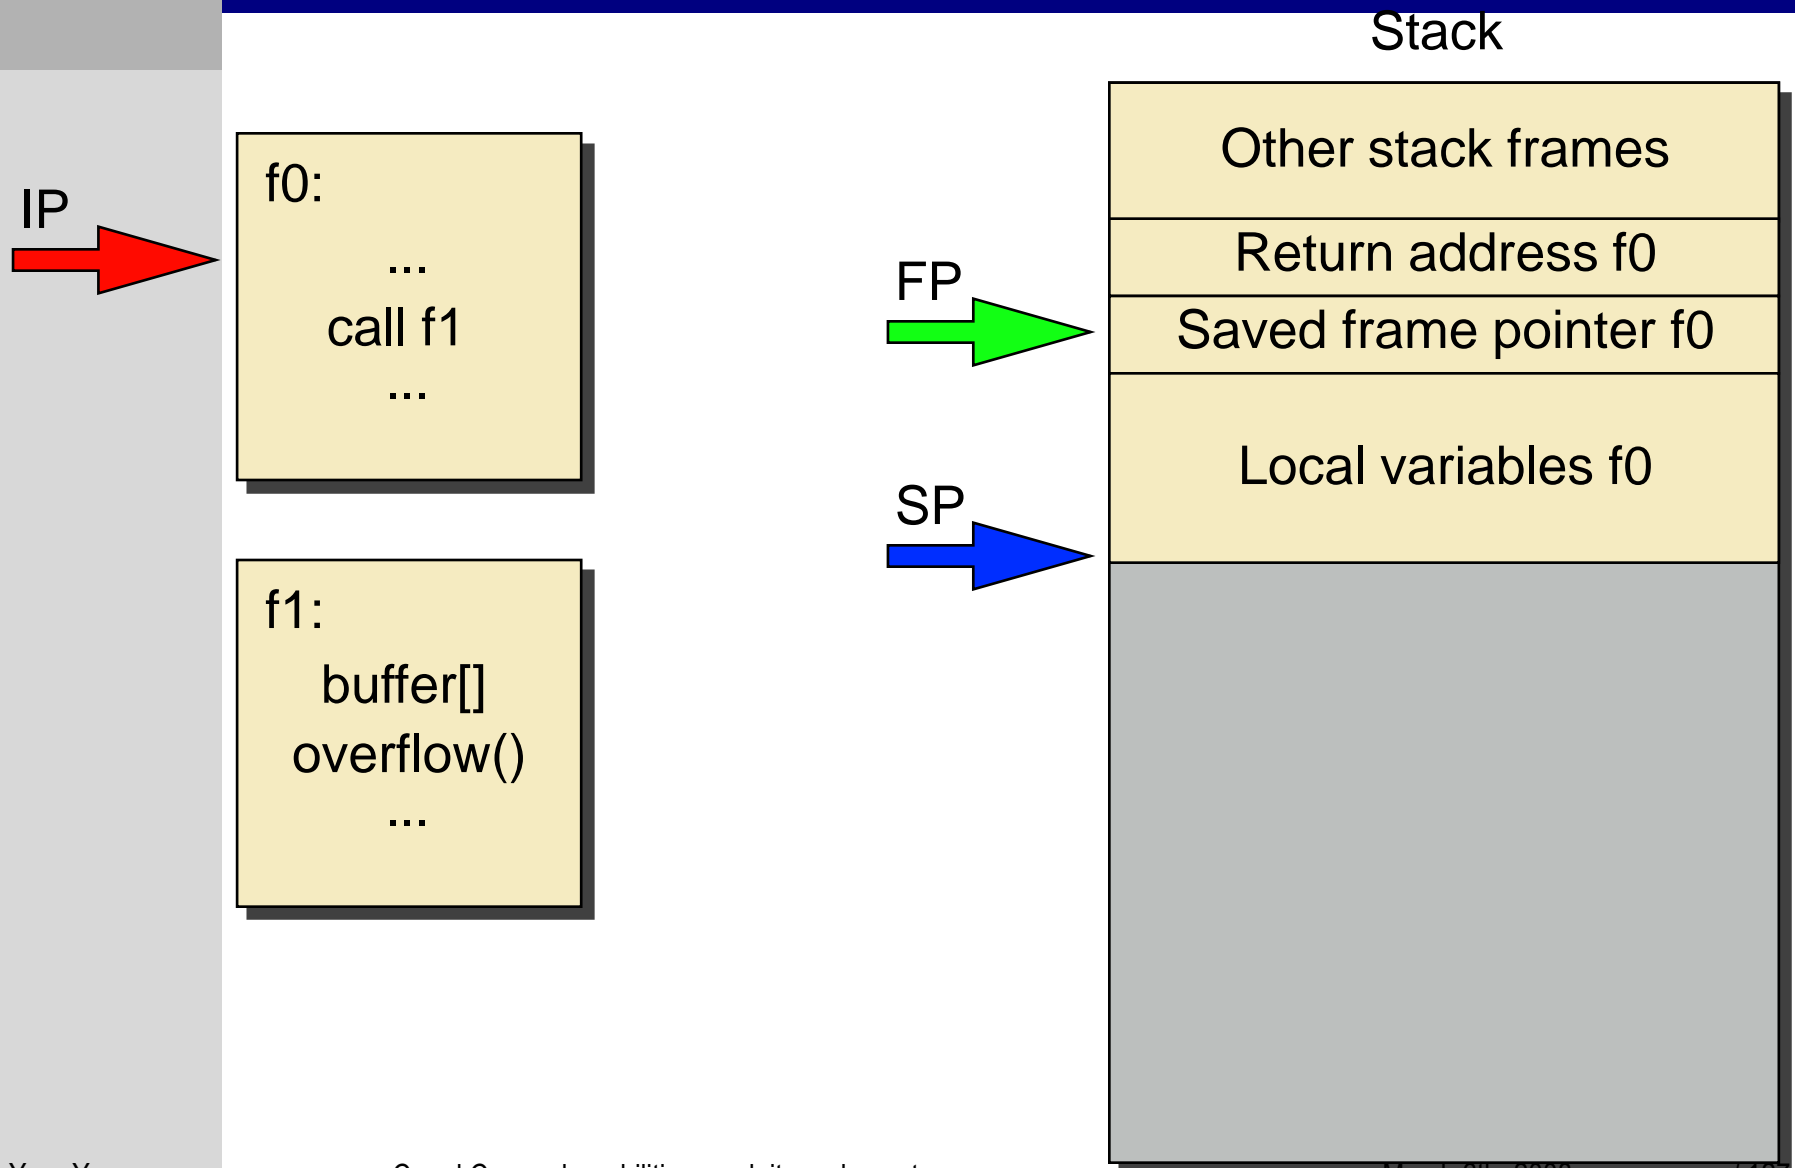 Stack
IP
f0:
...
call f1
...
f1:
buffer[]
overflow()
...
FP
SP
Other stack frames
Return address f0
Saved frame pointer f0
Local variables f0